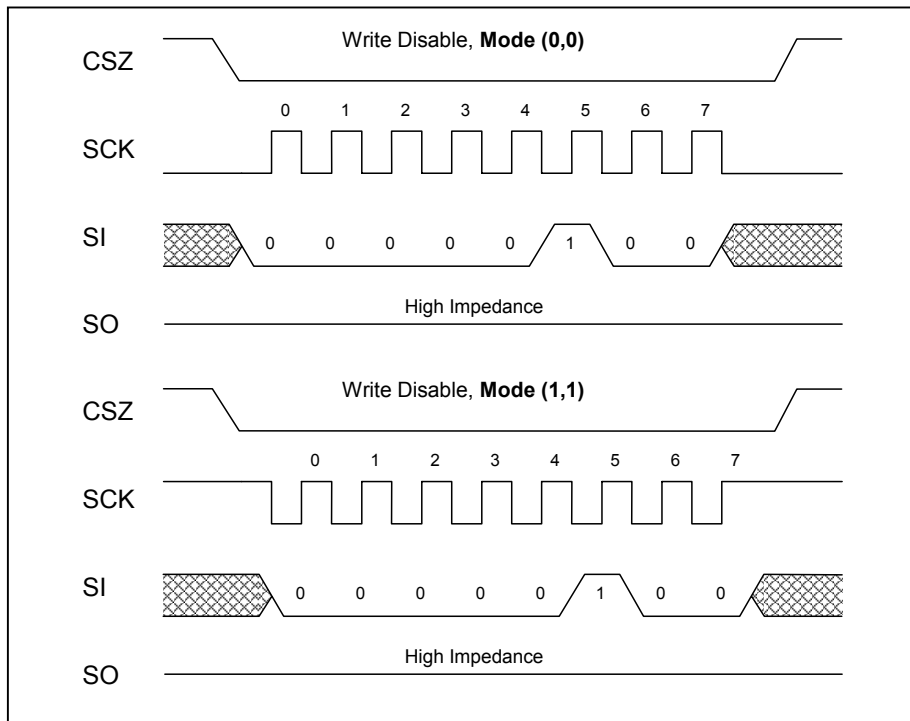 Write Disable, Mode (0,0)
CSZ
0 1 2 3 4 5 6 7
SCK
SI
0 0 0 0 0 1 0 0
High Impedance
SO
Write Disable, Mode (1,1)
CSZ
0 1 2 3 4 5 6 7
SCK
SI
0 0 0 0 0 1 0 0
High Impedance
SO